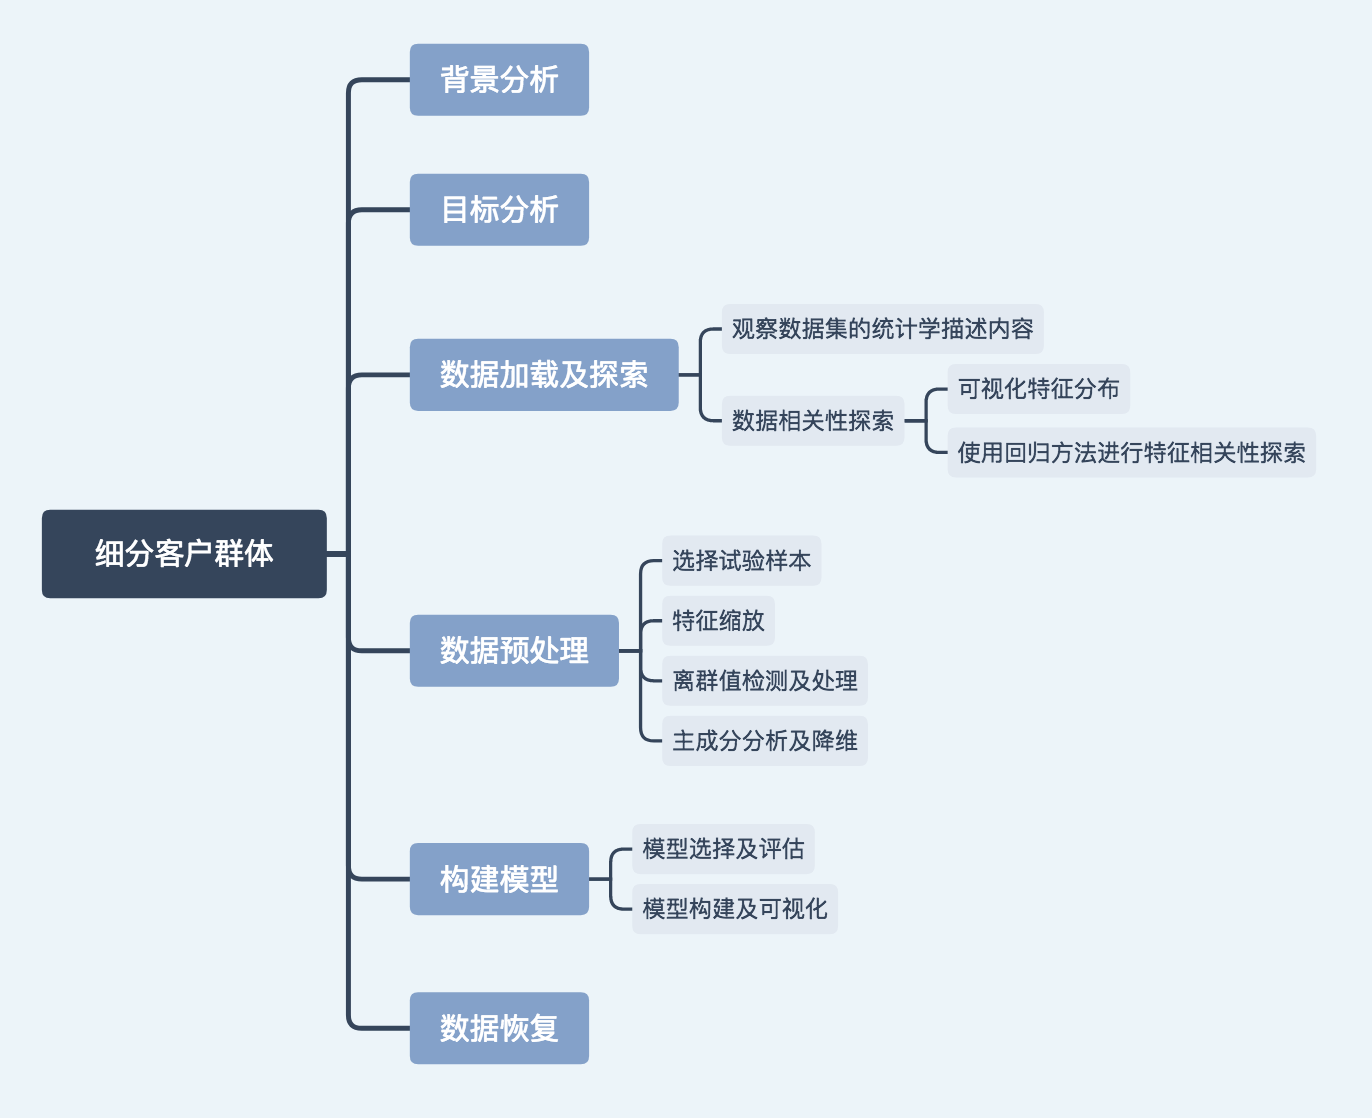 细分客户群体
背景分析
目标分析
数据加载及探索
观察数据集的统计学描述内容
数据相关性探索
可视化特征分布
使用回归方法进行特征相关性探索
数据预处理
选择试验样本
特征缩放
离群值检测及处理
主成分分析及降维
构建模型
模型选择及评估
模型构建及可视化
数据恢复